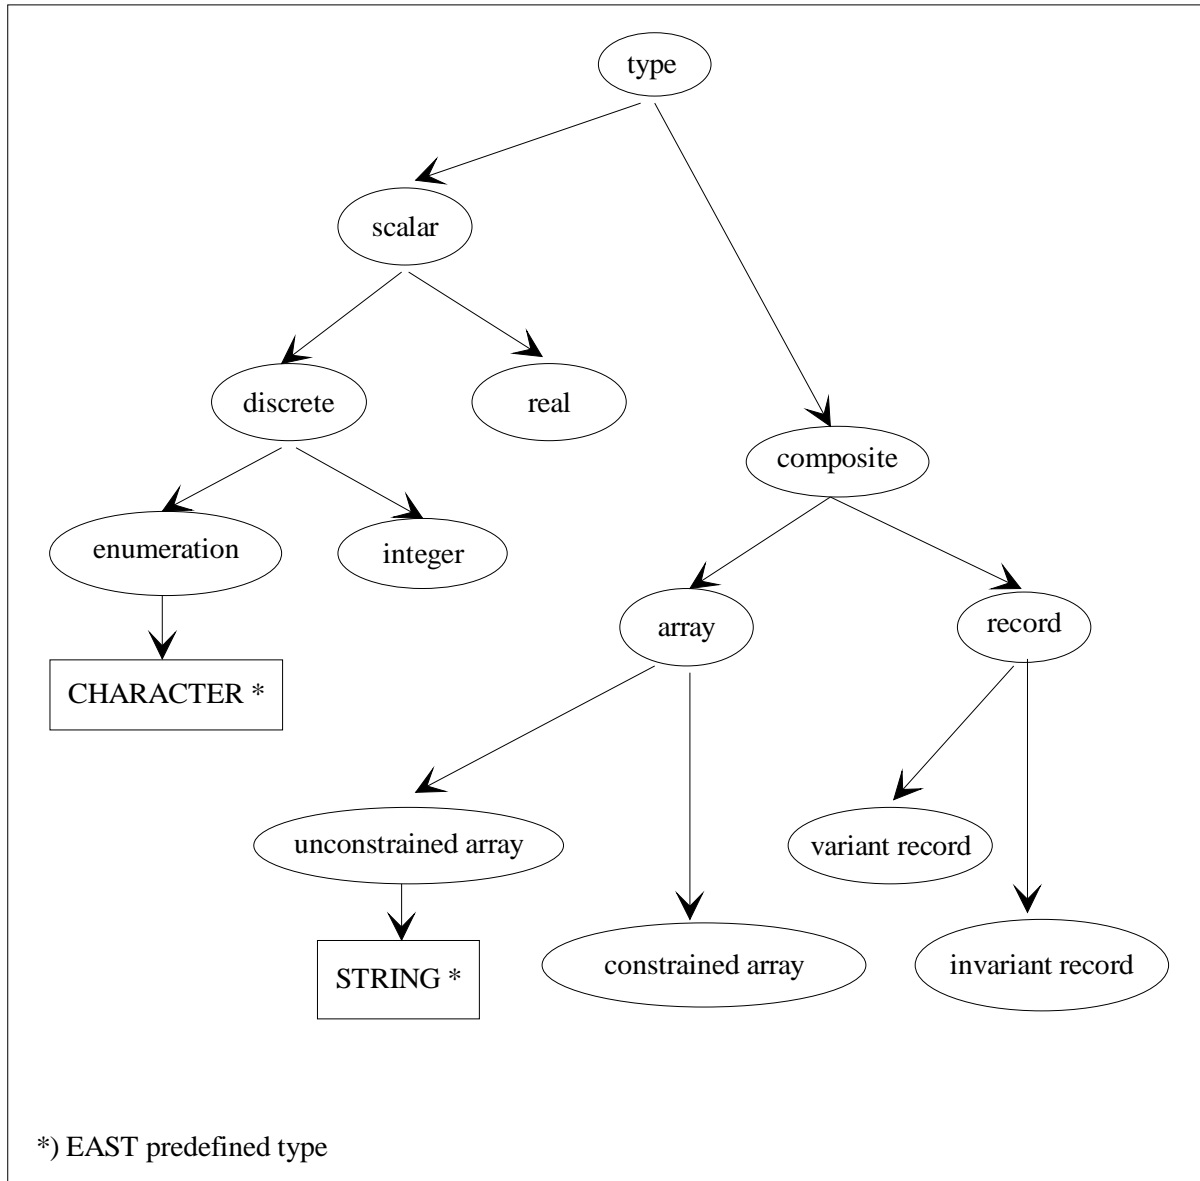 type
scalar
discrete
real
composite
enumeration
integer
array
record
CHARACTER *
unconstrained array
variant record
STRING *
constrained array
invariant record
*) EAST predefined type